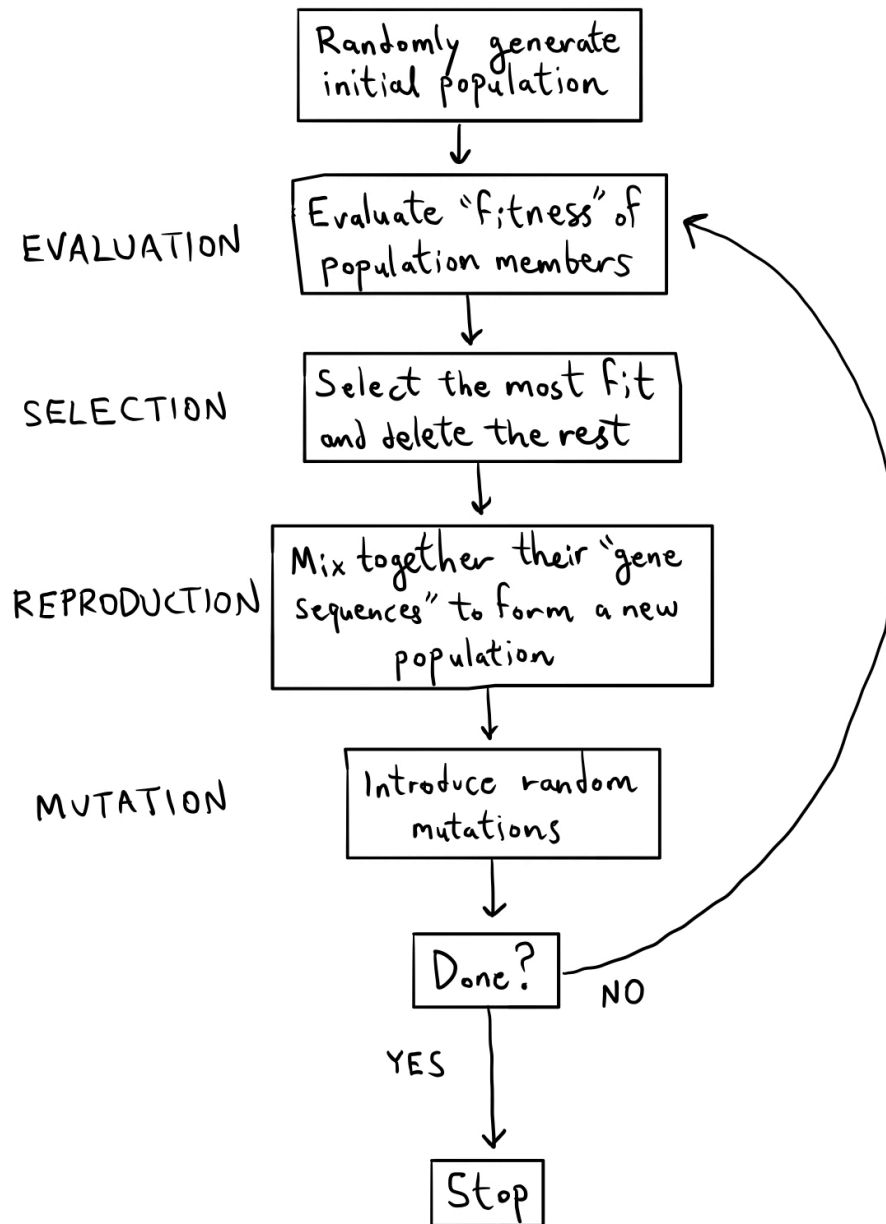 Randomly generate
initial population
EVALUATION
Evaluate "fitness" of
population members
SELECTION
Select the most fit
and delete the rest
REPRODUCTION
Mix together their "gene
sequences" to form a new
population
MUTATION
Introduce random
mutations
Done?
NO
YES
Stop